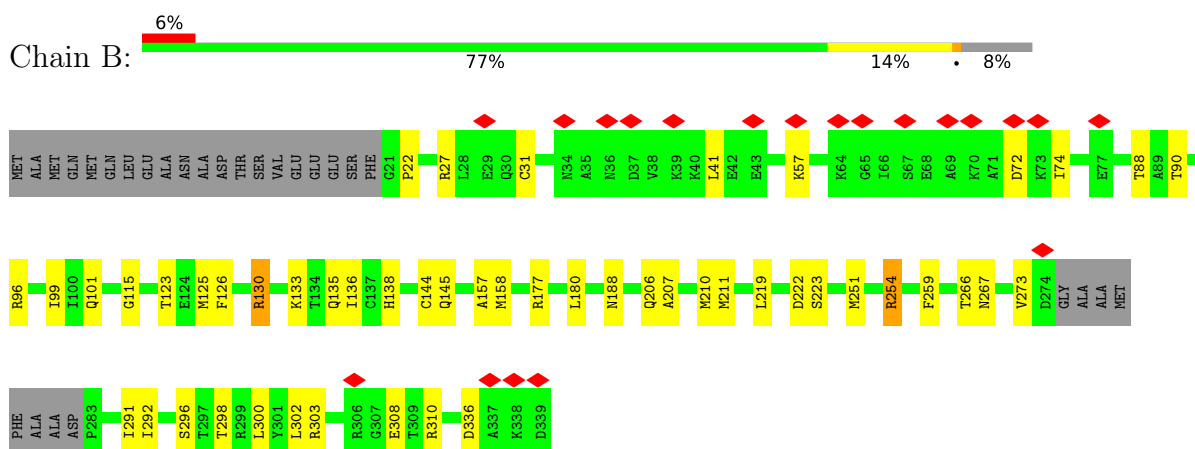 6%
Chain B:
77% 14% • 8%
MET ALA MET GLN MET GLN LEU GLU ALA ASN ALA ASP THR SER VAL GLU GLU GLU SER PHE G21 P22 R27 L28 E29 Q30 C31 N34 A35 N36 D37 V38 K39 K40 L41 E42 E43 K57 K64 G65 I66 S67 E68 A69 K70 A71 D72 K73 I74 E77 T88 A89 T90
R96 I99 I100 Q101 G115 T123 E124 M125 F126 R130 K133 T134 Q135 I136 C137 H138 C144 Q145 A157 M158 R177 L180 N188 Q206 A207 M210 M211 L219 D222 S223 M251 R254 F259 T266 N267 V273 D274 GLY ALA ALA MET
PHE ALA ALA ASP P283 I291 I292 S296 T297 T298 R299 L300 Y301 L302 R303 R306 G307 E308 T309 R310 D336 A337 K338 D339